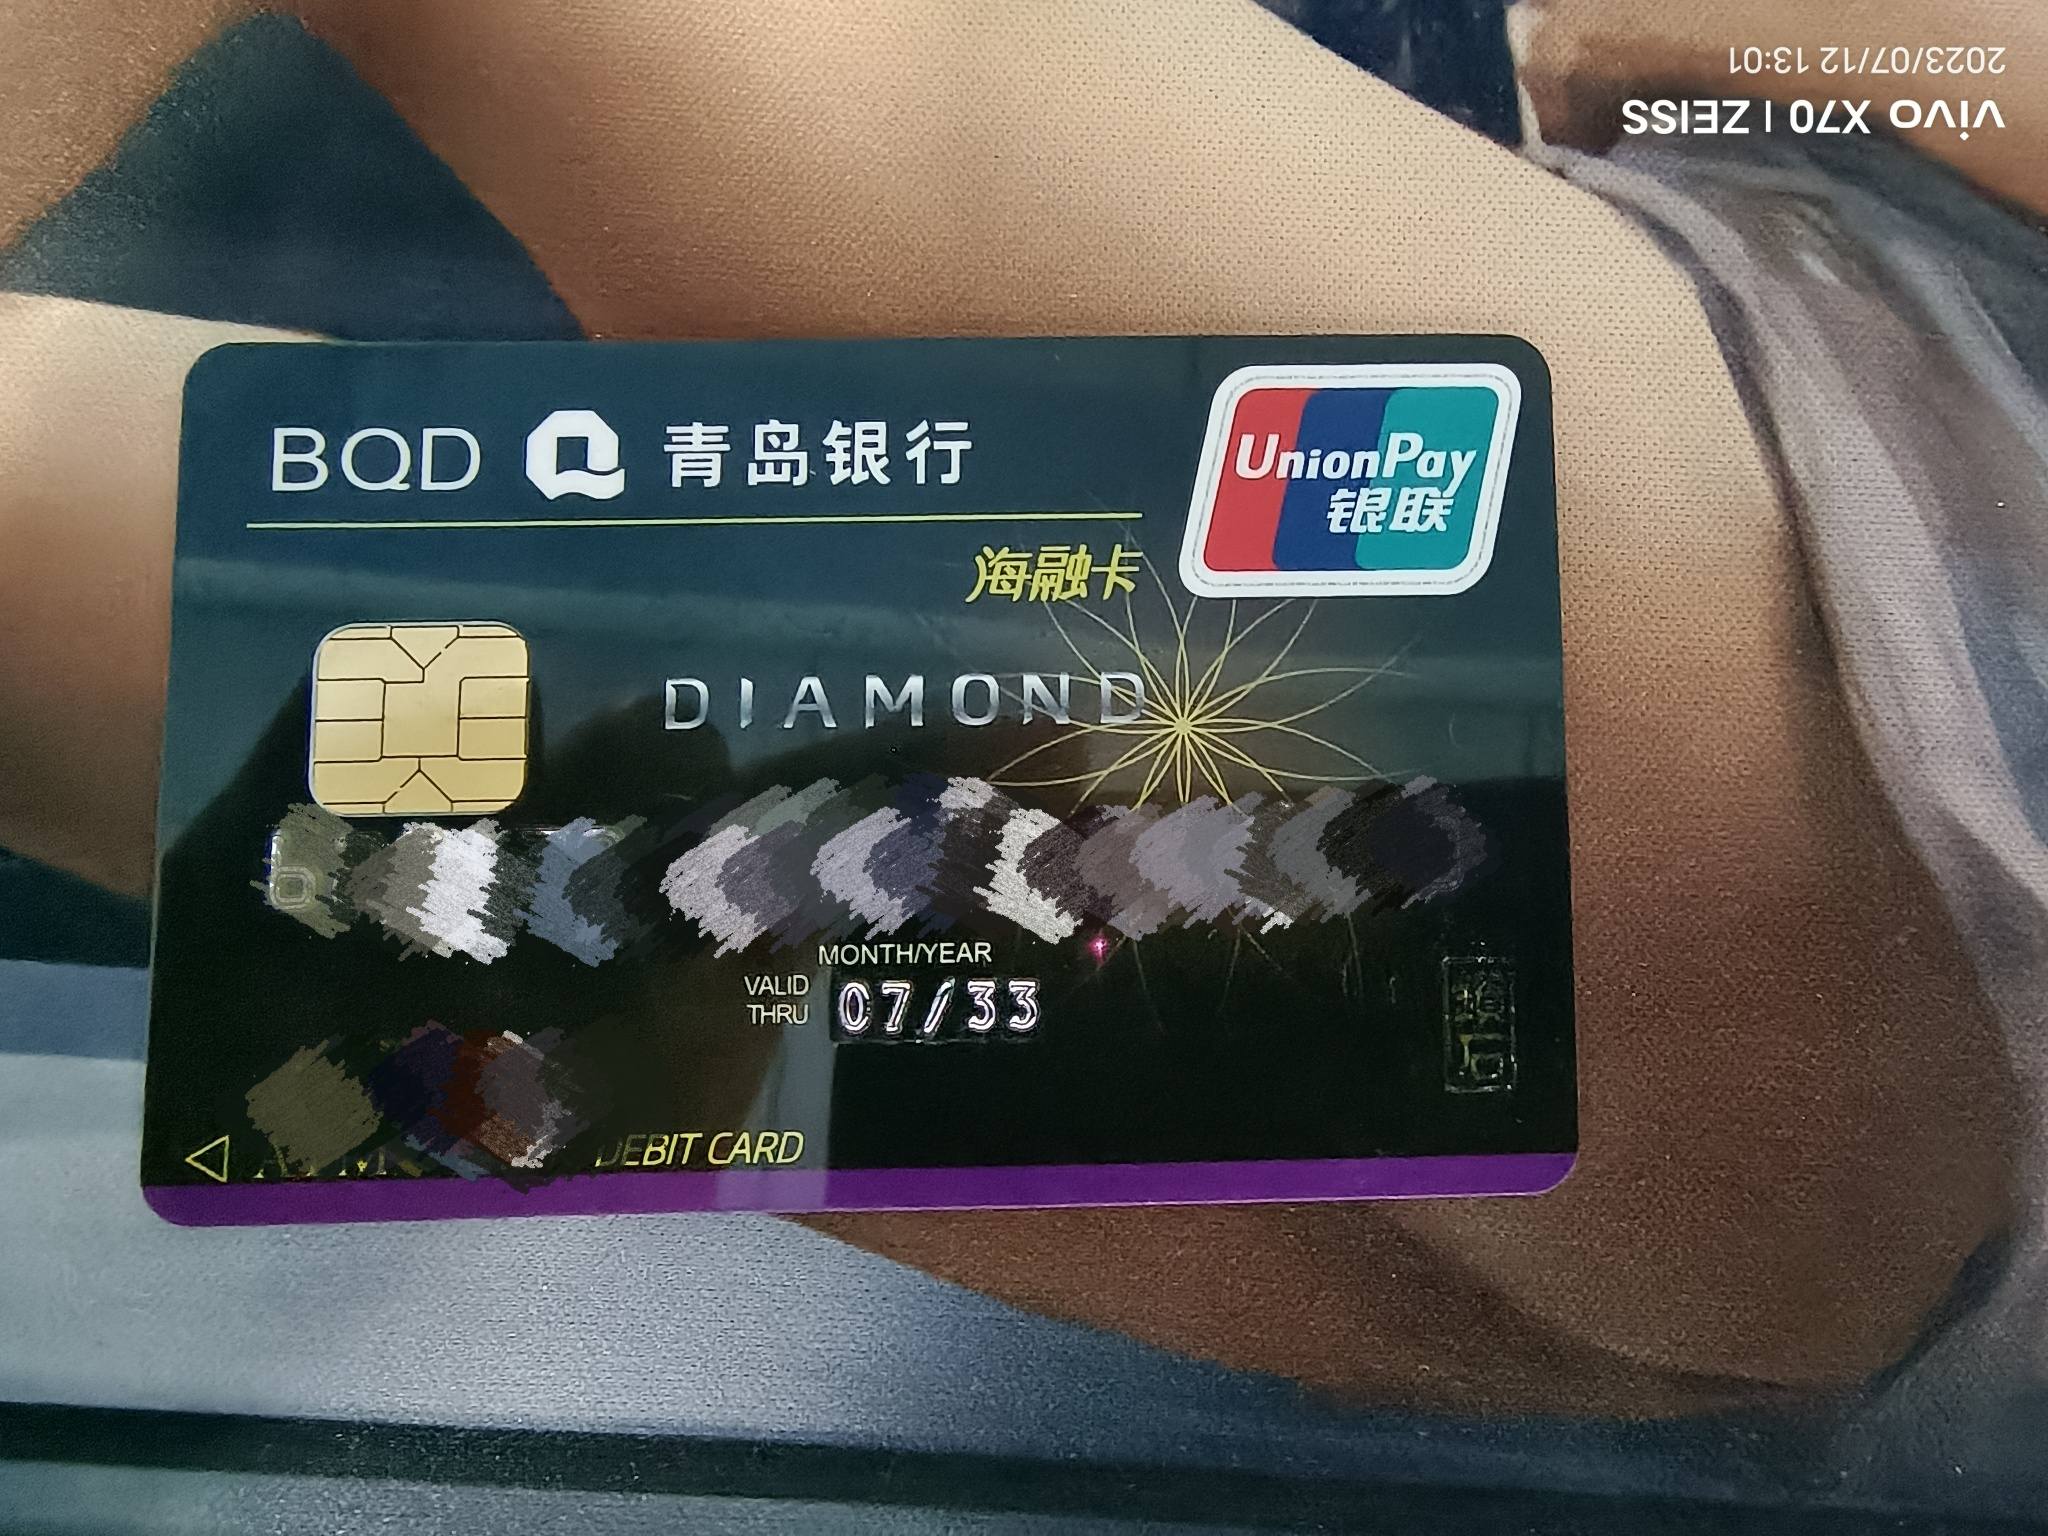 BQD 青岛银行
UnionPay
银联
海融卡
DIAMOND
MONTH/YEAR
VALID
THRU
07/33
DEBIT CARD
vivo X70 | ZEISS
2023/07/12 13:01